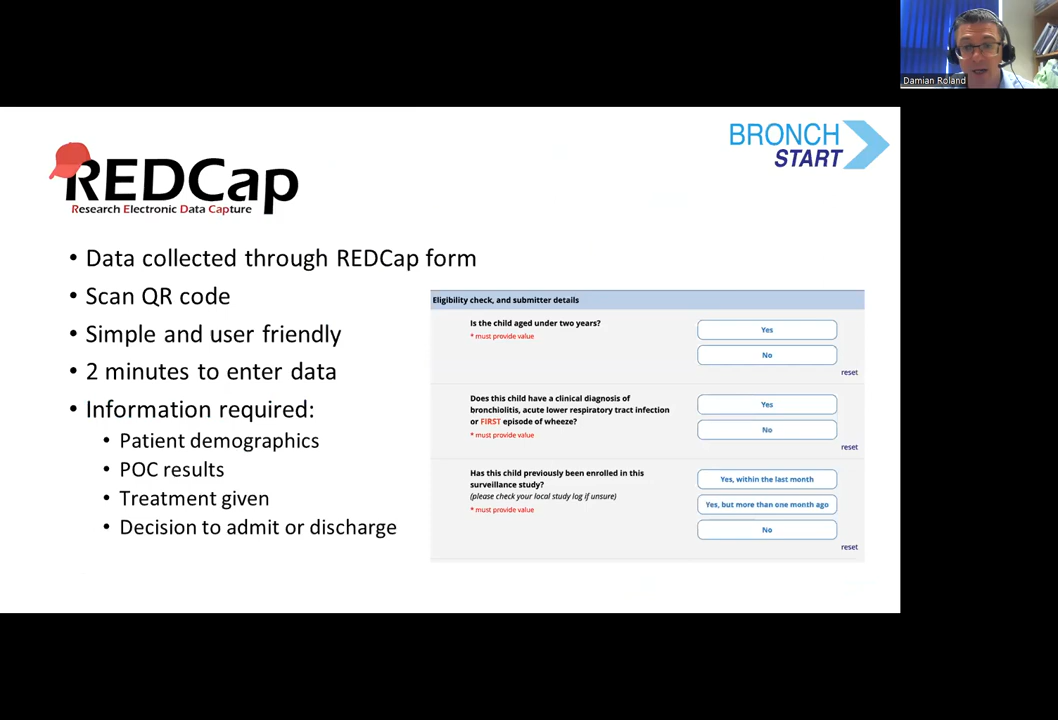 Damian Roland
BRONCH
START
REDCap
Research Electronic Data Capture
• Data collected through REDCap form
• Scan QR code
• Simple and user friendly
• 2 minutes to enter data
• Information required:
• Patient demographics
• POC results
• Treatment given
• Decision to admit or discharge
Eligibility check, and submitter details
Is the child aged under two years?
* must provide value
Yes
No
reset
Does this child have a clinical diagnosis of
bronchiolitis, acute lower respiratory tract infection
or FIRST episode of wheeze?
* must provide value
Yes
No
reset
Has this child previously been enrolled in this
surveillance study?
(please check your local study log if unsure)
* must provide value
Yes, within the last month
Yes, but more than one month ago
No
reset